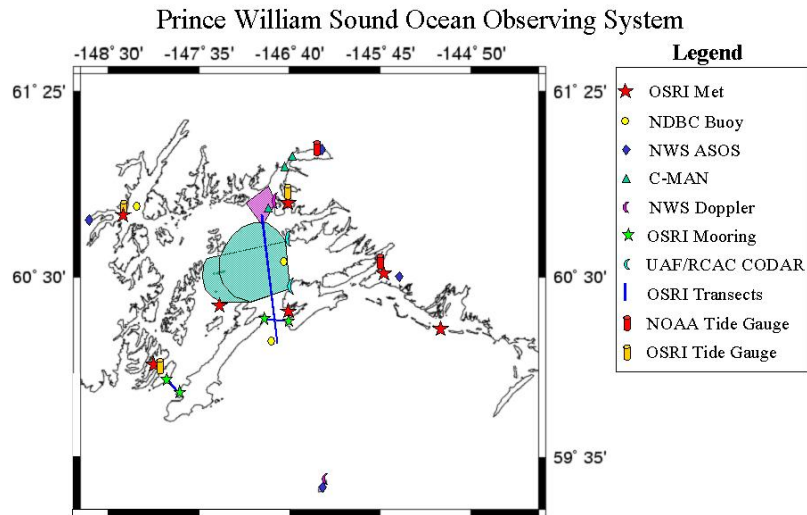 Prince William Sound Ocean Observing System
-148° 30' -147° 35' -146° 40' -145° 45' -144° 50'
Legend
61° 25' 61° 25'
OSRI Met
NDBC Buoy
NWS ASOS
C-MAN
NWS Doppler
OSRI Mooring
UAF/RCAC CODAR
60° 30' 60° 30'
OSRI Transects
NOAA Tide Gauge
OSRI Tide Gauge
59° 35'